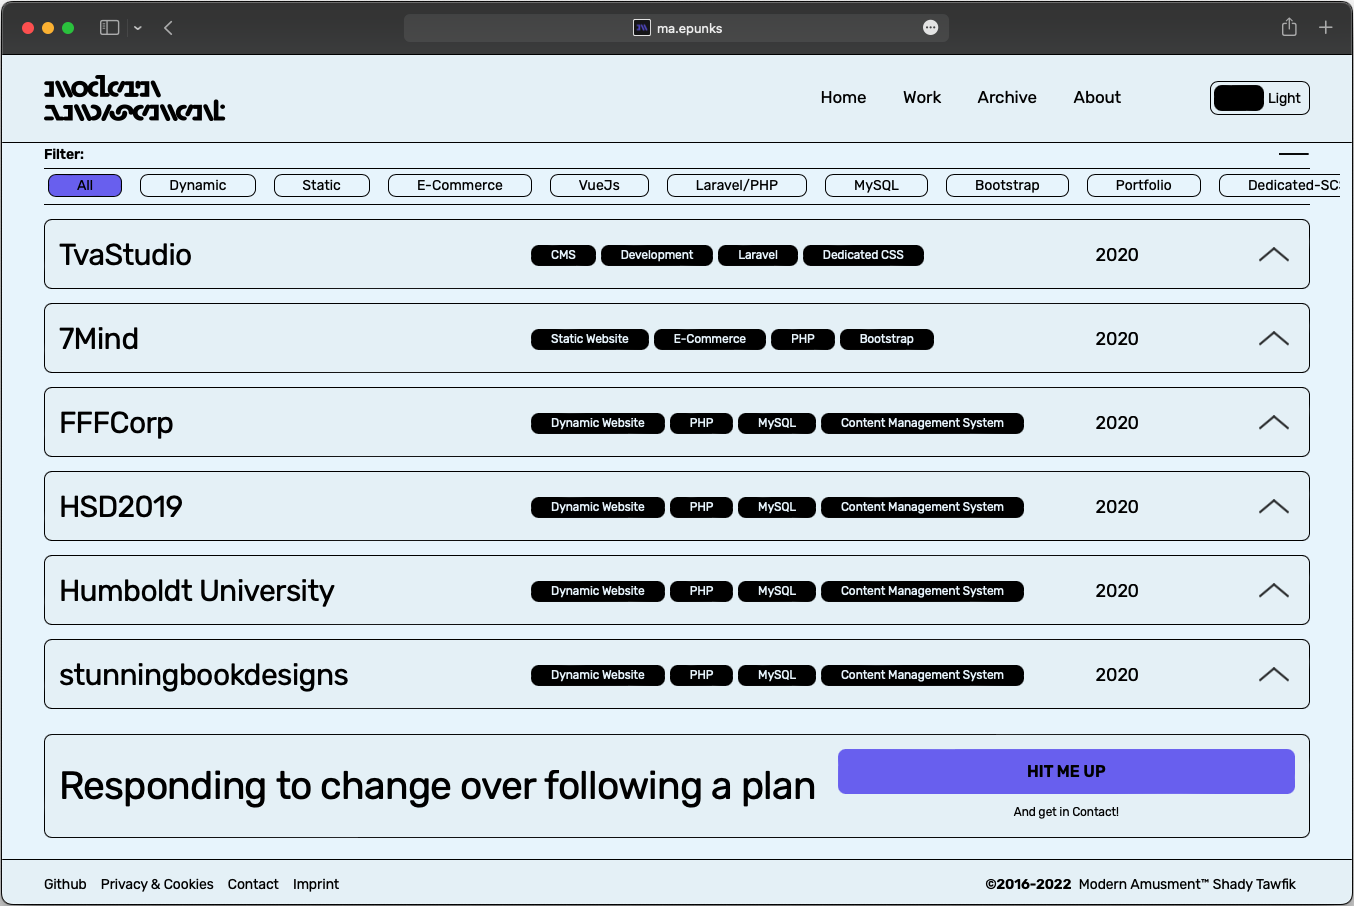 ma.epunks
modern
amusement
Home Work Archive About Light
Filter:
All Dynamic Static E-Commerce VueJs Laravel/PHP MySQL Bootstrap Portfolio Dedicated-SC
TvaStudio CMS Development Laravel Dedicated CSS 2020
7Mind Static Website E-Commerce PHP Bootstrap 2020
FFFCorp Dynamic Website PHP MySQL Content Management System 2020
HSD2019 Dynamic Website PHP MySQL Content Management System 2020
Humboldt University Dynamic Website PHP MySQL Content Management System 2020
stunningbookdesigns Dynamic Website PHP MySQL Content Management System 2020
Responding to change over following a plan HIT ME UP
And get in Contact!
Github Privacy & Cookies Contact Imprint ©2016-2022 Modern Amusment™ Shady Tawfik